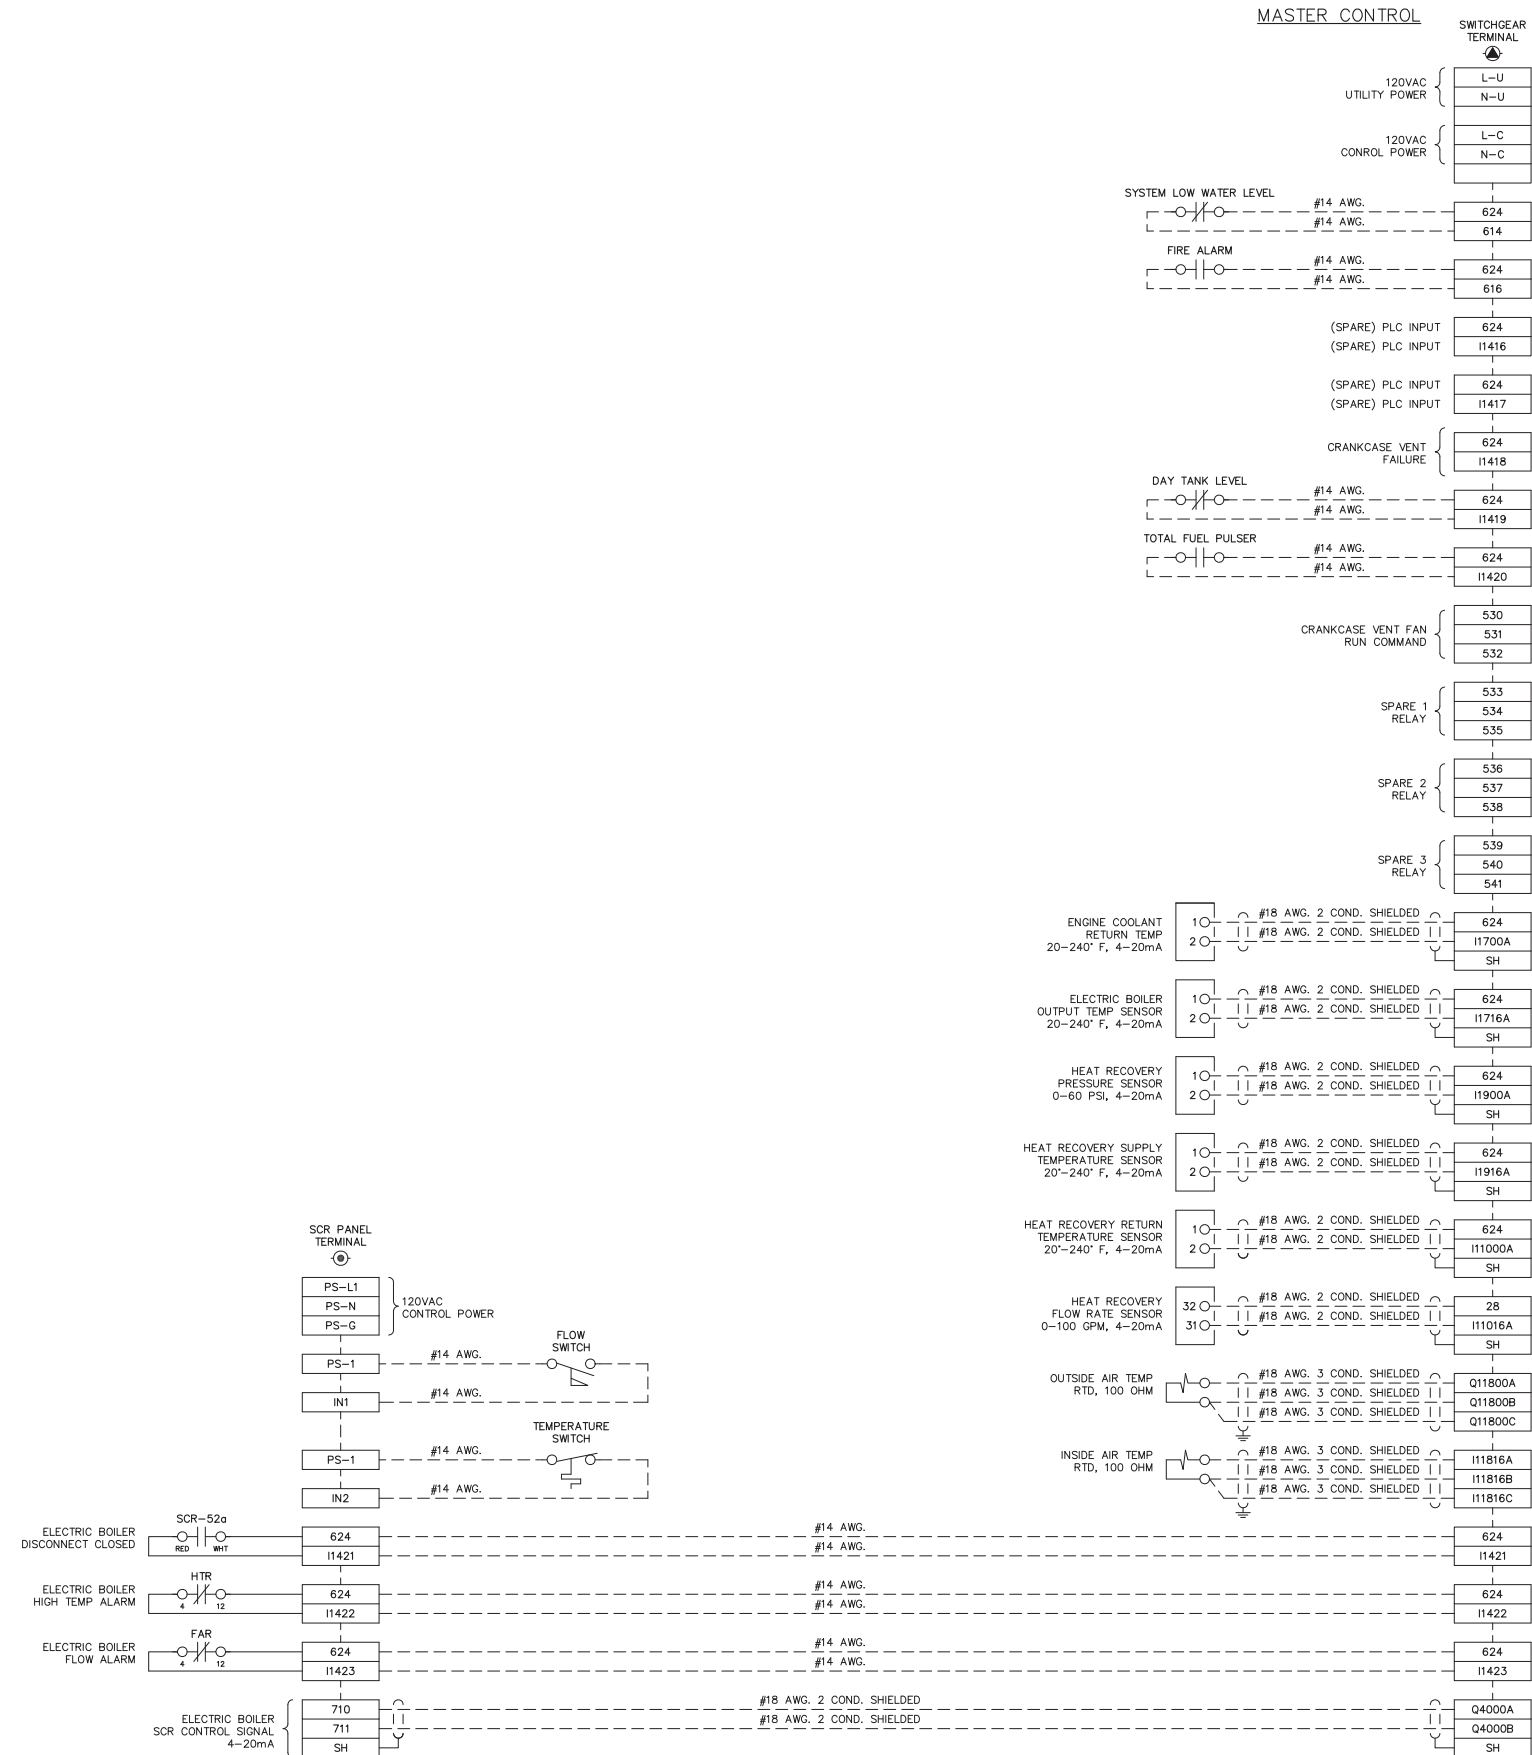 MASTER CONTROL
SWITCHGEAR
TERMINAL
120VAC
UTILITY POWER
L-U
N-U
120VAC
CONROL POWER
L-C
N-C
SYSTEM LOW WATER LEVEL
#14 AWG.
#14 AWG.
624
614
FIRE ALARM
#14 AWG.
#14 AWG.
624
616
(SPARE) PLC INPUT
624
(SPARE) PLC INPUT
I1416
(SPARE) PLC INPUT
624
(SPARE) PLC INPUT
I1417
CRANKCASE VENT
FAILURE
624
I1418
DAY TANK LEVEL
#14 AWG.
#14 AWG.
624
I1419
TOTAL FUEL PULSER
#14 AWG.
#14 AWG.
624
I1420
CRANKCASE VENT FAN
RUN COMMAND
530
531
532
SPARE 1
RELAY
533
534
535
SPARE 2
RELAY
536
537
538
SPARE 3
RELAY
539
540
541
ENGINE COOLANT
RETURN TEMP
20-240° F, 4-20mA
1
2
#18 AWG. 2 COND. SHIELDED
#18 AWG. 2 COND. SHIELDED
624
I1700A
SH
ELECTRIC BOILER
OUTPUT TEMP SENSOR
20-240° F, 4-20mA
1
2
#18 AWG. 2 COND. SHIELDED
#18 AWG. 2 COND. SHIELDED
624
I1716A
SH
HEAT RECOVERY
PRESSURE SENSOR
0-60 PSI, 4-20mA
1
2
#18 AWG. 2 COND. SHIELDED
#18 AWG. 2 COND. SHIELDED
624
I1900A
SH
HEAT RECOVERY SUPPLY
TEMPERATURE SENSOR
20°-240° F, 4-20mA
1
2
#18 AWG. 2 COND. SHIELDED
#18 AWG. 2 COND. SHIELDED
624
I1916A
SH
HEAT RECOVERY RETURN
TEMPERATURE SENSOR
20°-240° F, 4-20mA
1
2
#18 AWG. 2 COND. SHIELDED
#18 AWG. 2 COND. SHIELDED
624
I11000A
SH
HEAT RECOVERY
FLOW RATE SENSOR
0-100 GPM, 4-20mA
32
31
#18 AWG. 2 COND. SHIELDED
#18 AWG. 2 COND. SHIELDED
28
I11016A
SH
OUTSIDE AIR TEMP
RTD, 100 OHM
#18 AWG. 3 COND. SHIELDED
#18 AWG. 3 COND. SHIELDED
#18 AWG. 3 COND. SHIELDED
Q11800A
Q11800B
Q11800C
INSIDE AIR TEMP
RTD, 100 OHM
#18 AWG. 3 COND. SHIELDED
#18 AWG. 3 COND. SHIELDED
#18 AWG. 3 COND. SHIELDED
I11816A
I11816B
I11816C
SCR PANEL
TERMINAL
PS-L1
PS-N
PS-G
120VAC
CONTROL POWER
FLOW
SWITCH
PS-1
#14 AWG.
IN1
#14 AWG.
TEMPERATURE
SWITCH
PS-1
#14 AWG.
IN2
#14 AWG.
ELECTRIC BOILER
DISCONNECT CLOSED
SCR-52a
RED
WHT
624
I1421
#14 AWG.
#14 AWG.
624
I1421
ELECTRIC BOILER
HIGH TEMP ALARM
HTR
4
12
624
I1422
#14 AWG.
#14 AWG.
624
I1422
ELECTRIC BOILER
FLOW ALARM
FAR
4
12
624
I1423
#14 AWG.
#14 AWG.
624
I1423
ELECTRIC BOILER
SCR CONTROL SIGNAL
4-20mA
710
711
SH
#18 AWG. 2 COND. SHIELDED
#18 AWG. 2 COND. SHIELDED
Q4000A
Q4000B
SH